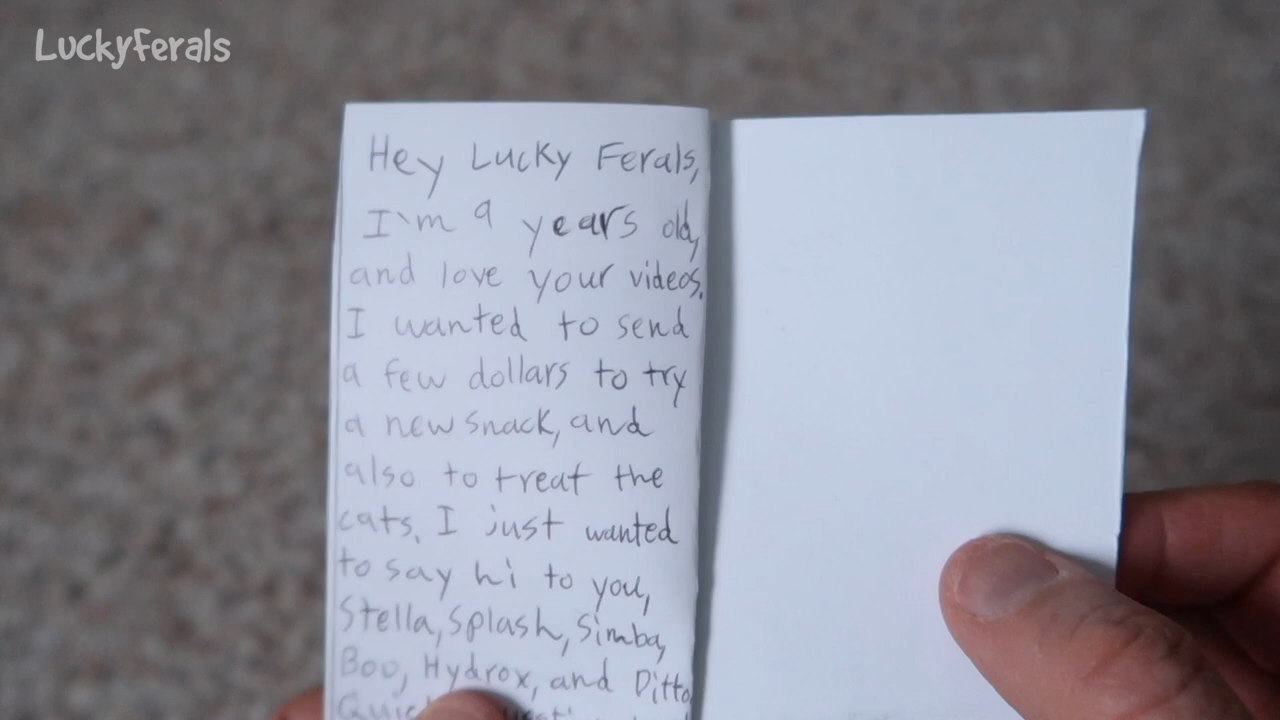 LuckyFerals
Hey Lucky Ferals,
I'm 9 years old,
and love your videos.
I wanted to send
a few dollars to try
a new snack, and
also to treat the
cats. I just wanted
to say hi to you,
Stella, Splash, Simba,
Boo, Hydrox, and Ditto